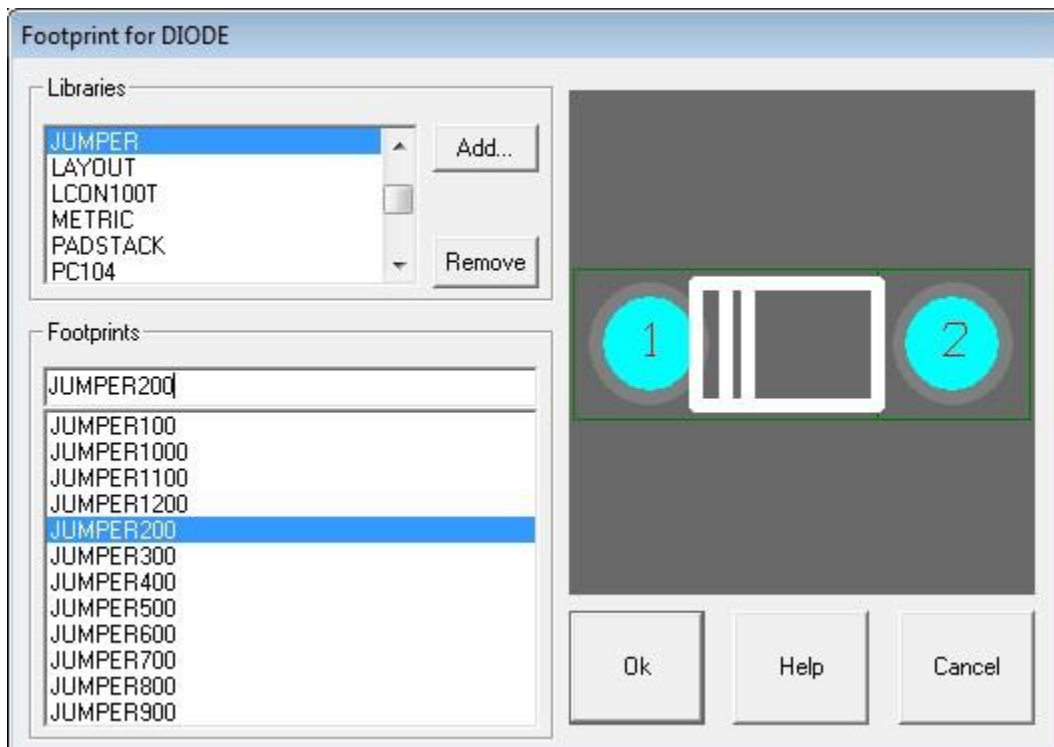 Footprint for DIODE
Libraries
JUMPER
LAYOUT
LCON100T
METRIC
PADSTACK
PC104
Add...
Remove
Footprints
JUMPER200
JUMPER100
JUMPER1000
JUMPER1100
JUMPER1200
JUMPER200
JUMPER300
JUMPER400
JUMPER500
JUMPER600
JUMPER700
JUMPER800
JUMPER900
1
2
Ok
Help
Cancel